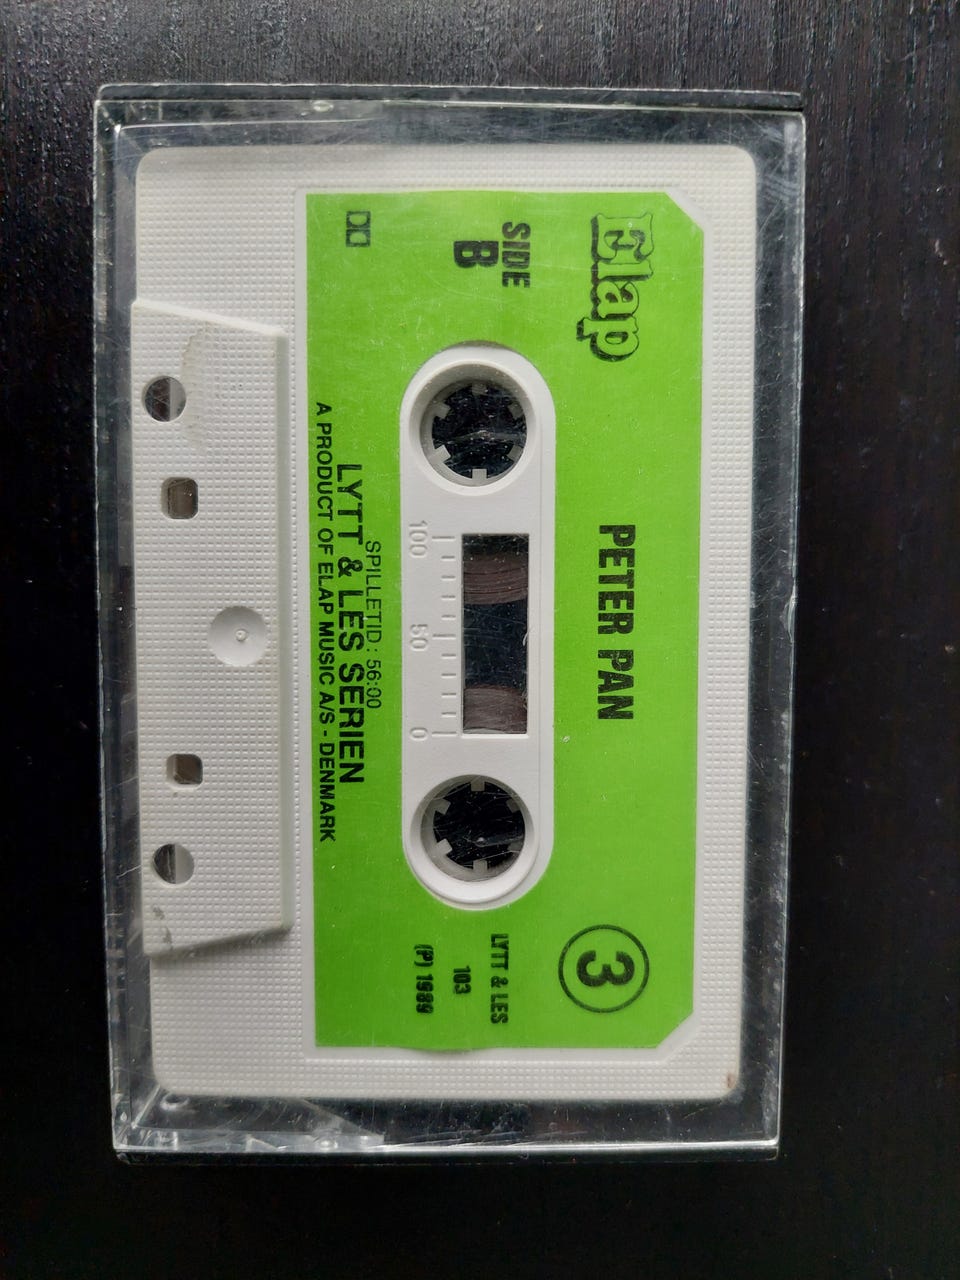 Elap
PETER PAN
3
SIDE
B
LYTT & LES
103
(P) 1989
100 50 0
SPILLETID : 56:00
LYTT & LES SERIEN
A PRODUCT OF ELAP MUSIC A/S - DENMARK